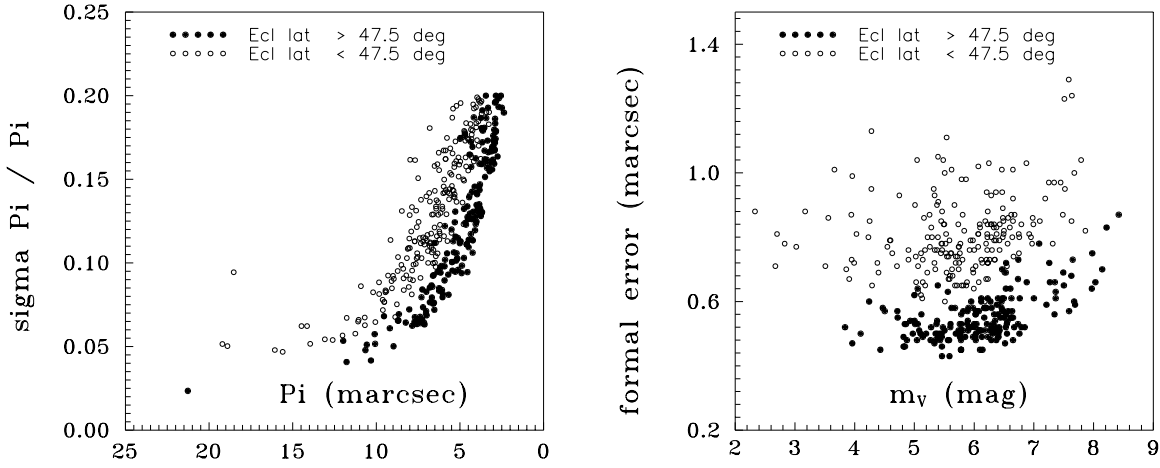 0.25
0.20
0.15
0.10
0.05
0.00
sigma Pi / Pi
Ecl lat > 47.5 deg
Ecl lat < 47.5 deg
Pi (marcsec)
25 20 15 10 5 0
1.4
1.0
0.6
0.2
formal error (marcsec)
Ecl lat > 47.5 deg
Ecl lat < 47.5 deg
mV (mag)
2 3 4 5 6 7 8 9